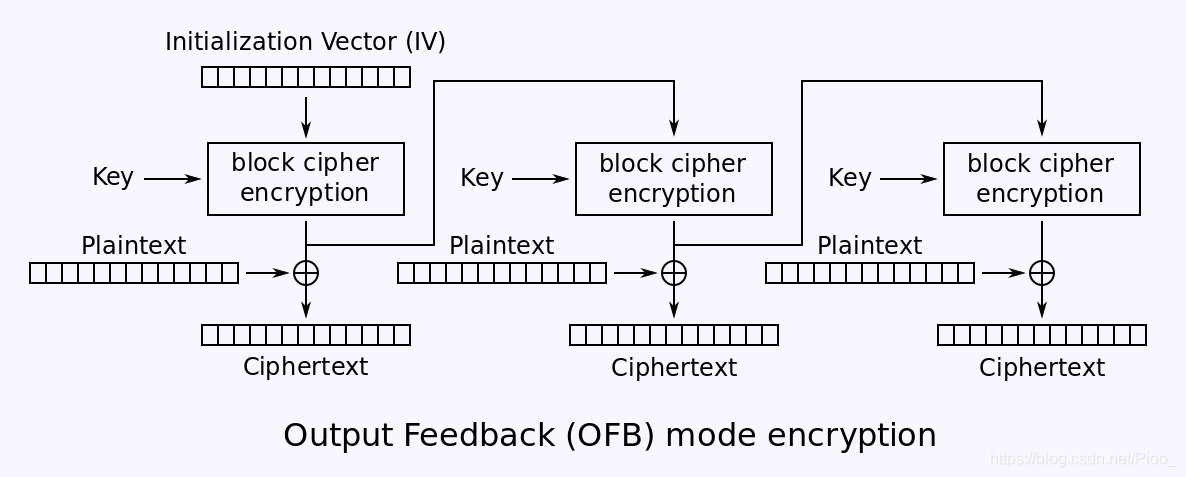 Initialization Vector (IV)
Key
block cipher
encryption
Key
block cipher
encryption
Key
block cipher
encryption
Plaintext
Plaintext
Plaintext
Ciphertext
Ciphertext
Ciphertext
Output Feedback (OFB) mode encryption
https://blog.csdn.net/Pioo_